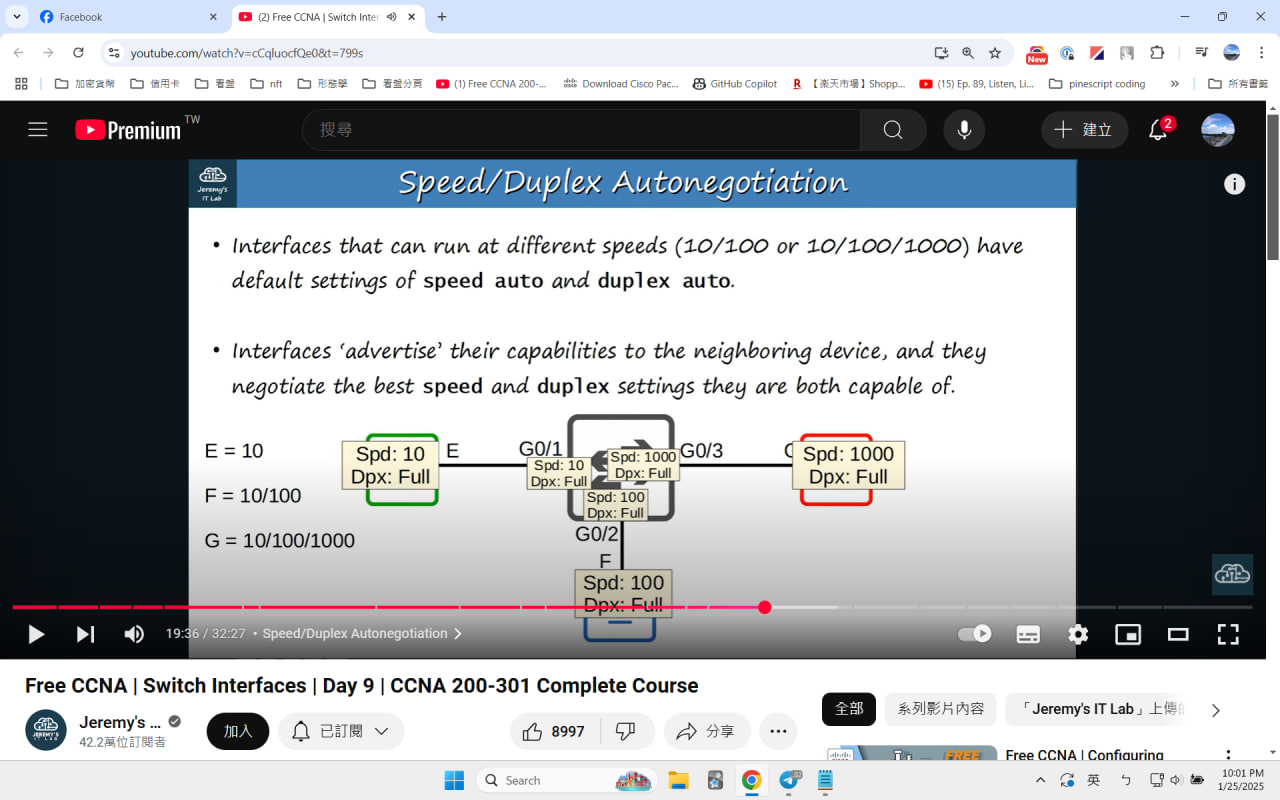 Facebook
(2) Free CCNA | Switch Inter
youtube.com/watch?v=cCqluocfQe0&t=799s
New
加密貨幣
信用卡
看盤
nft
形態學
看盤分頁
(1) Free CCNA 200-...
Download Cisco Pac...
GitHub Copilot
【楽天市場】Shopp...
(15) Ep. 89, Listen, Li...
pinescript coding
所有書籤
Premium TW
搜尋
建立
2
Jeremy's
IT Lab
Speed/Duplex Autonegotiation
• Interfaces that can run at different speeds (10/100 or 10/100/1000) have
default settings of speed auto and duplex auto.
• Interfaces ‘advertise’ their capabilities to the neighboring device, and they
negotiate the best speed and duplex settings they are both capable of.
E = 10
F = 10/100
G = 10/100/1000
Spd: 10
Dpx: Full
E
G0/1
Spd: 10
Dpx: Full
Spd: 1000
Dpx: Full
Spd: 100
Dpx: Full
G0/3
Spd: 1000
Dpx: Full
G0/2
F
Spd: 100
Dpx: Full
19:36 / 32:27 • Speed/Duplex Autonegotiation
Free CCNA | Switch Interfaces | Day 9 | CCNA 200-301 Complete Course
JEREMY'S
IT LAB
Jeremy's ...
42.2萬位訂閱者
加入
已訂閱
8997
分享
全部
系列影片內容
「Jeremy's IT Lab」上傳的
FREE
Free CCNA | Configuring
Search
英
10:01 PM
1/25/2025